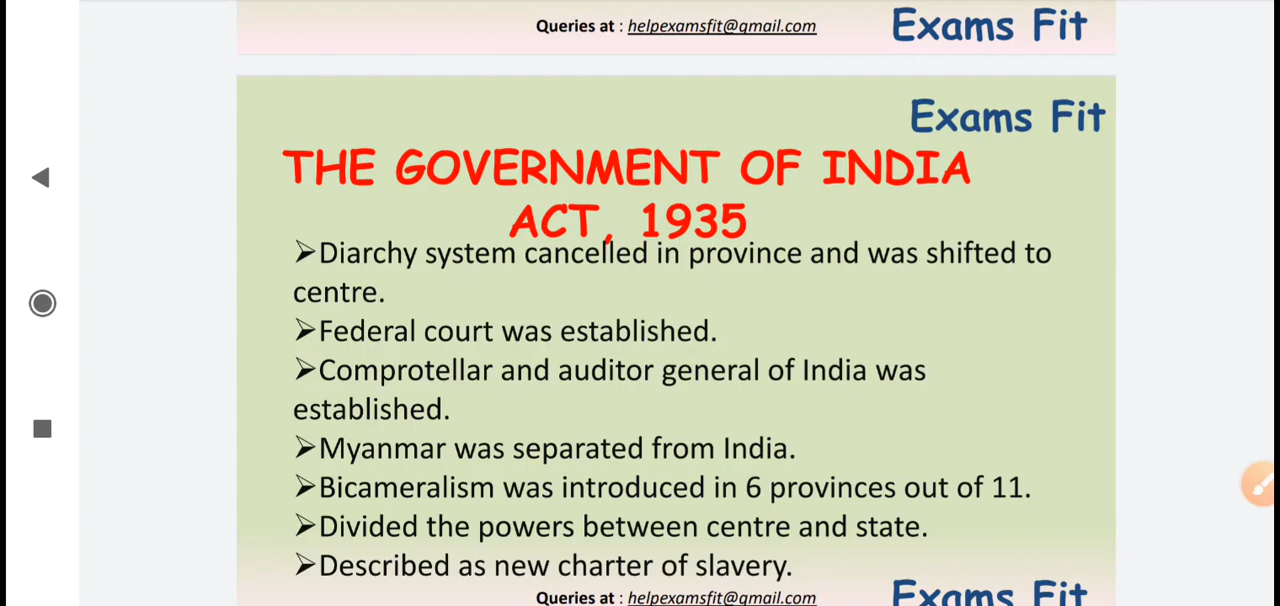 Queries at : helpexamsfit@gmail.com
Exams Fit
Exams Fit
THE GOVERNMENT OF INDIA
ACT, 1935
➢Diarchy system cancelled in province and was shifted to
centre.
➢Federal court was established.
➢Comprotellar and auditor general of India was
established.
➢Myanmar was separated from India.
➢Bicameralism was introduced in 6 provinces out of 11.
➢Divided the powers between centre and state.
➢Described as new charter of slavery.
Queries at : helpexamsfit@gmail.com
Exams Fit